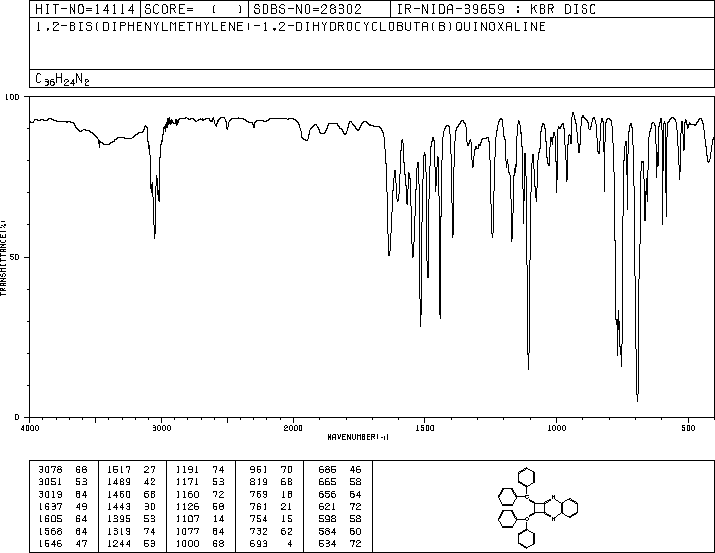 HIT-NO=14114 SCORE= ( ) SDBS-NO=28302 IR-NIDA-39659 : KBR DISC
1,2-BIS(DIPHENYLMETHYLENE)-1,2-DIHYDROCYCLOBUTA(B)QUINOXALINE
C36H24N2
100
50
0
TRANSMITTANCE(%)
4000 3000 2000 1500 1000 500
WAVENUMBER(-1)
3078 68 1517 27 1191 74 961 70 686 46
3051 53 1489 42 1171 53 819 68 665 58
3019 64 1460 68 1160 72 769 18 656 64
1637 49 1443 30 1126 58 761 21 621 72
1605 64 1395 53 1107 14 754 15 598 58
1568 64 1319 74 1077 64 732 62 584 60
1546 47 1244 53 1000 68 693 4 534 72